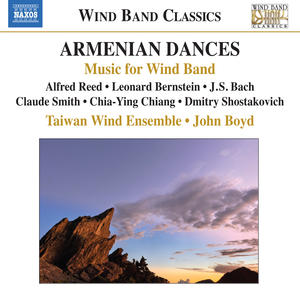 NAXOS
WIND BAND CLASSICS
WIND BAND
CLASSICS
ARMENIAN DANCES
Music for Wind Band
Alfred Reed • Leonard Bernstein • J.S. Bach
Claude Smith • Chia-Ying Chiang • Dmitry Shostakovich
Taiwan Wind Ensemble • John Boyd